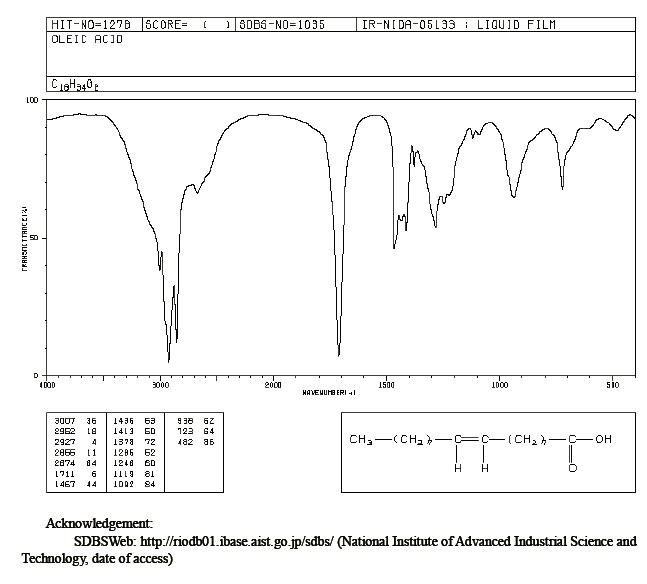 HIT-NO=1278 SCORE= ( ) SDBS-NO=1035 IR-NIDA-05133 : LIQUID FILM
OLEIC ACID
C18H34O2
100
50
0
TRANSMITTANCE(%)
4000 3000 2000 1500 1000 500
WAVENUMBER(-1)
3007 36 1436 53 938 62
2962 18 1413 50 723 64
2927 4 1378 72 482 86
2855 11 1285 52
2674 64 1246 60
1711 6 1119 81
1467 44 1092 84
CH3—(CH2)7—C=C—(CH2)7—C—OH
H H O
Acknowledgement:
SDBSWeb: http://riodb01.ibase.aist.go.jp/sdbs/ (National Institute of Advanced Industrial Science and
Technology, date of access)